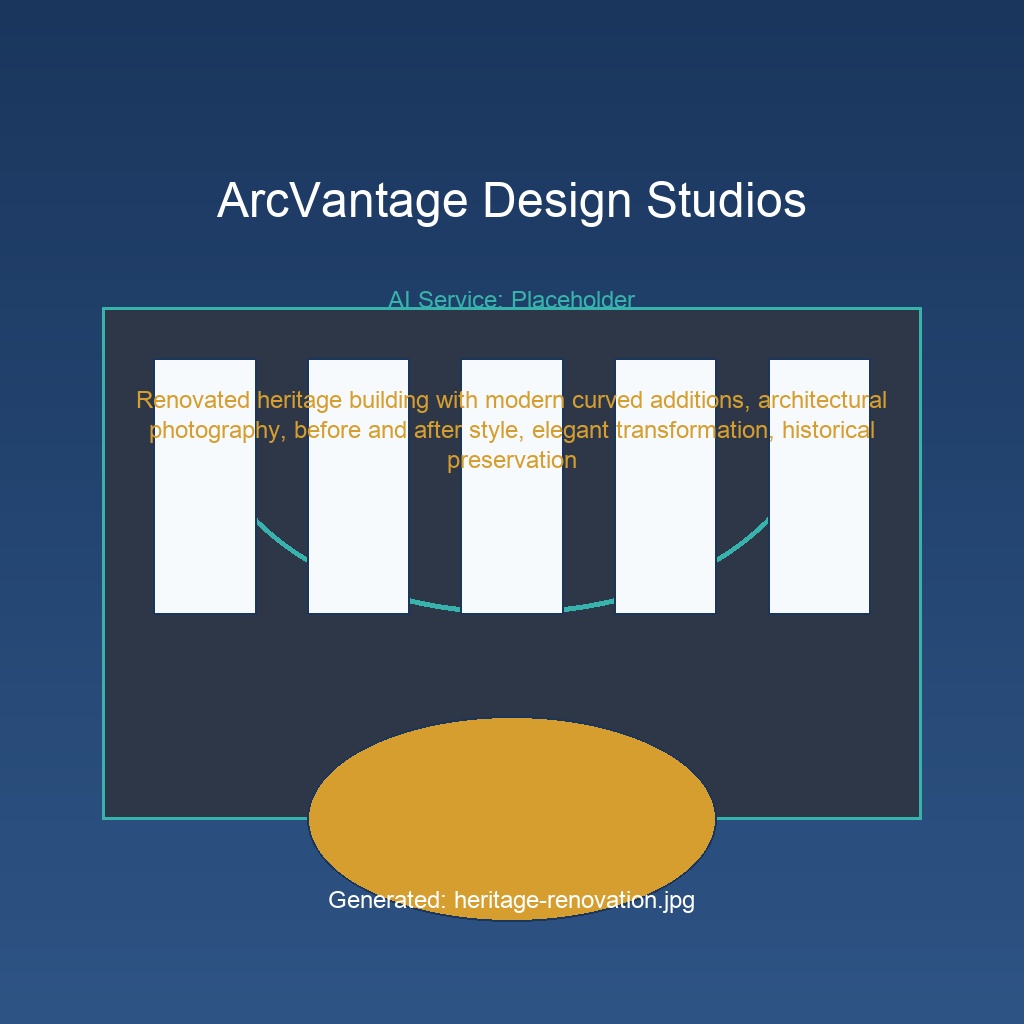 ArcVantage Design Studios
AI Service: Placeholder
Renovated heritage building with modern curved additions, architectural
photography, before and after style, elegant transformation, historical
preservation
Generated: heritage-renovation.jpg